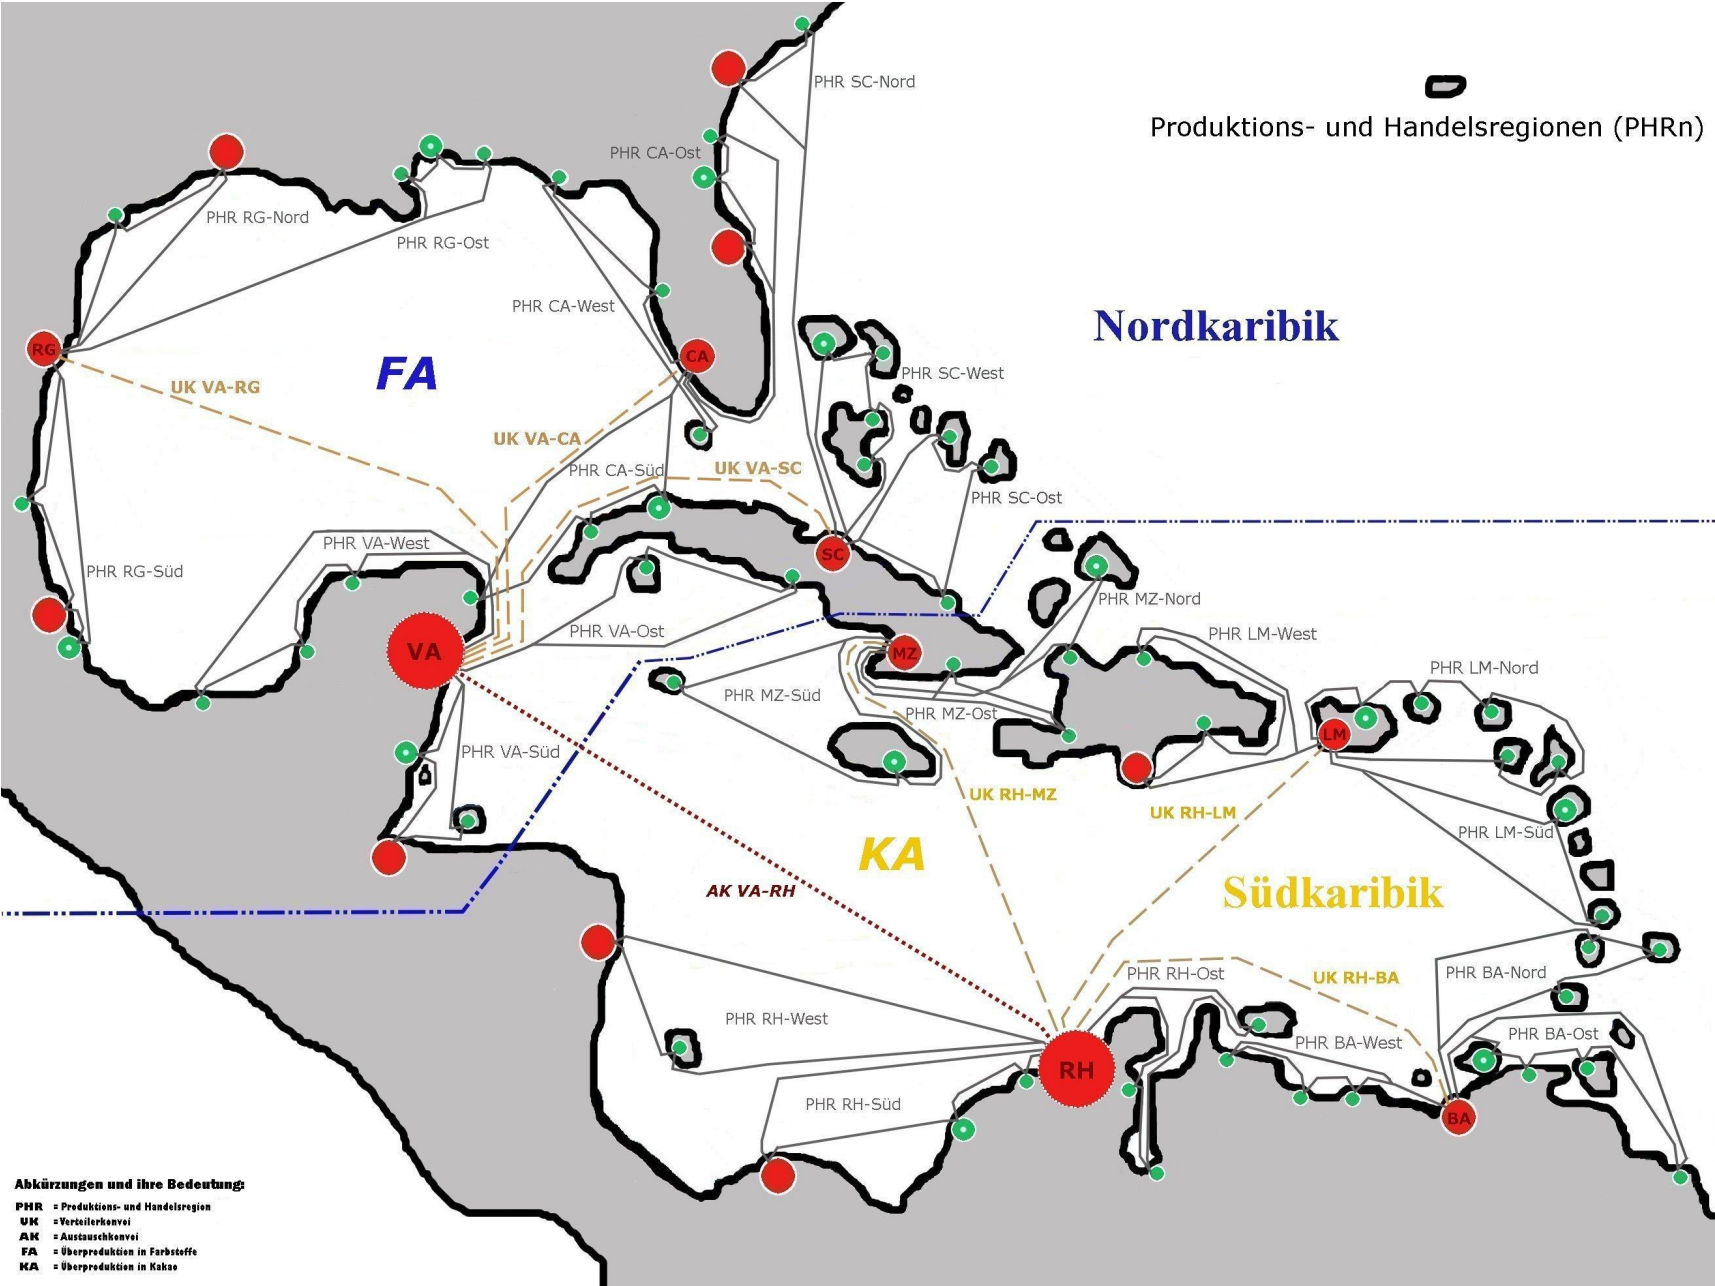 PHR SC-Nord
Produktions- und Handelsregionen (PHRn)
PHR CA-Ost
PHR RG-Nord
PHR RG-Ost
PHR CA-West
Nordkaribik
RG
CA
FA
UK VA-RG
PHR SC-West
UK VA-CA
PHR CA-Süd
UK VA-SC
PHR SC-Ost
PHR VA-West
SC
PHR RG-Süd
PHR MZ-Nord
PHR VA-Ost
PHR LM-West
VA
MZ
PHR LM-Nord
PHR MZ-Süd
PHR MZ-Ost
LM
PHR VA-Süd
UK RH-MZ
UK RH-LM
PHR LM-Süd
KA
AK VA-RH
Südkaribik
PHR RH-Ost
UK RH-BA
PHR BA-Nord
PHR RH-West
PHR BA-West
PHR BA-Ost
RH
PHR RH-Süd
BA
Abkürzungen und ihre Bedeutung:
PHR = Produktions- und Handelsregion
UK = Verteilerkonvoi
AK = Austauschkonvoi
FA = Überproduktion in Farbstoffe
KA = Überproduktion in Kakao